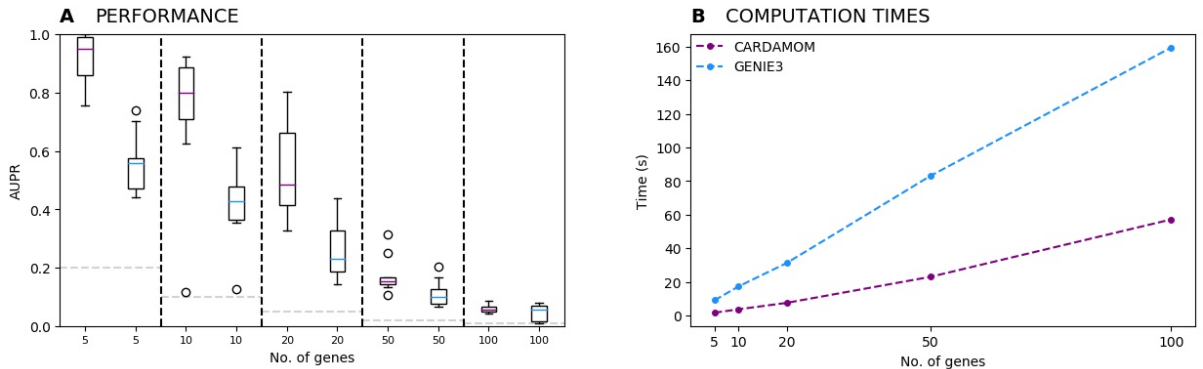 A PERFORMANCE
AUPR
1.0
0.8
0.6
0.4
0.2
0.0
5 5 10 10 20 20 50 50 100 100
No. of genes
B COMPUTATION TIMES
CARDAMOM
GENIE3
Time (s)
160
140
120
100
80
60
40
20
0
5 10 20 50 100
No. of genes